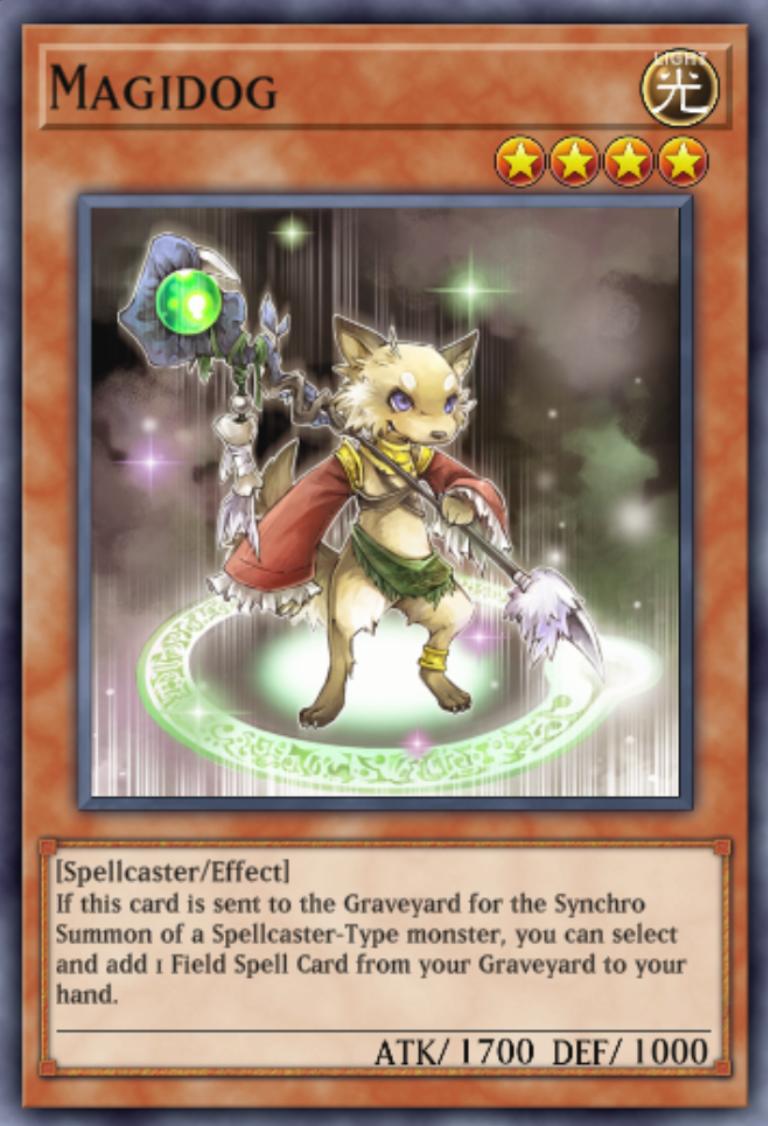 MAGIDOG
LIGHT
光
[Spellcaster/Effect]
If this card is sent to the Graveyard for the Synchro
Summon of a Spellcaster-Type monster, you can select
and add 1 Field Spell Card from your Graveyard to your
hand.
ATK/ 1700 DEF/ 1000